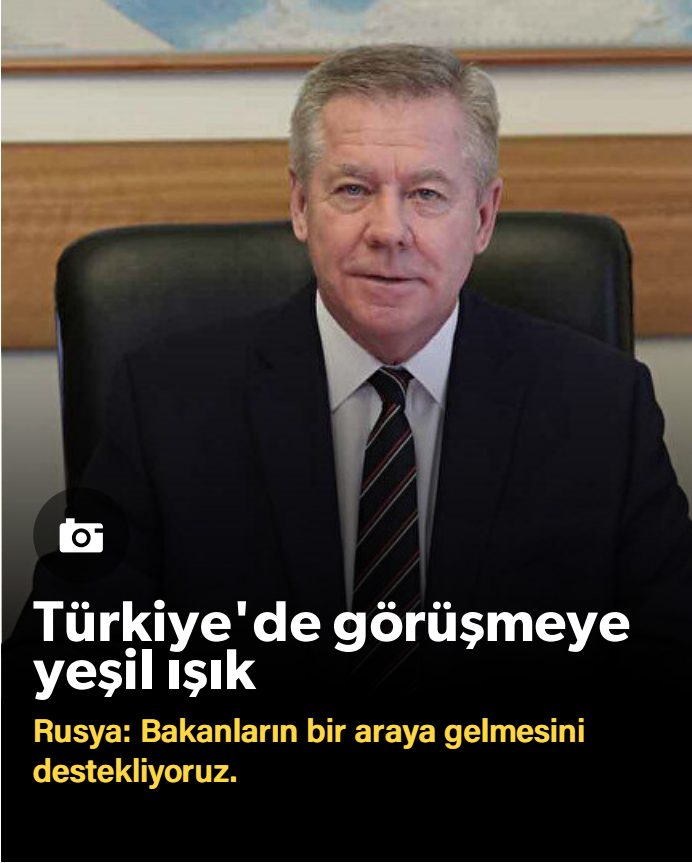 Türkiye'de görüşmeye
yeşil ışık
Rusya: Bakanların bir araya gelmesini
destekliyoruz.